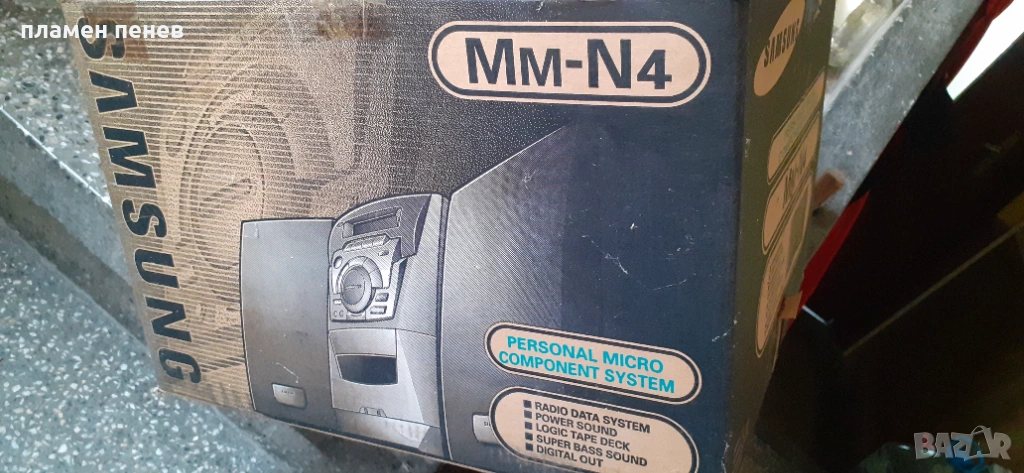 пламен пенев
SAMSUNG
MM-N4
SAMSUNG
PERSONAL MICRO
COMPONENT SYSTEM
■ RADIO DATA SYSTEM
■ POWER SOUND
■ LOGIC TAPE DECK
■ SUPER BASS SOUND
■ DIGITAL OUT
BAZAR